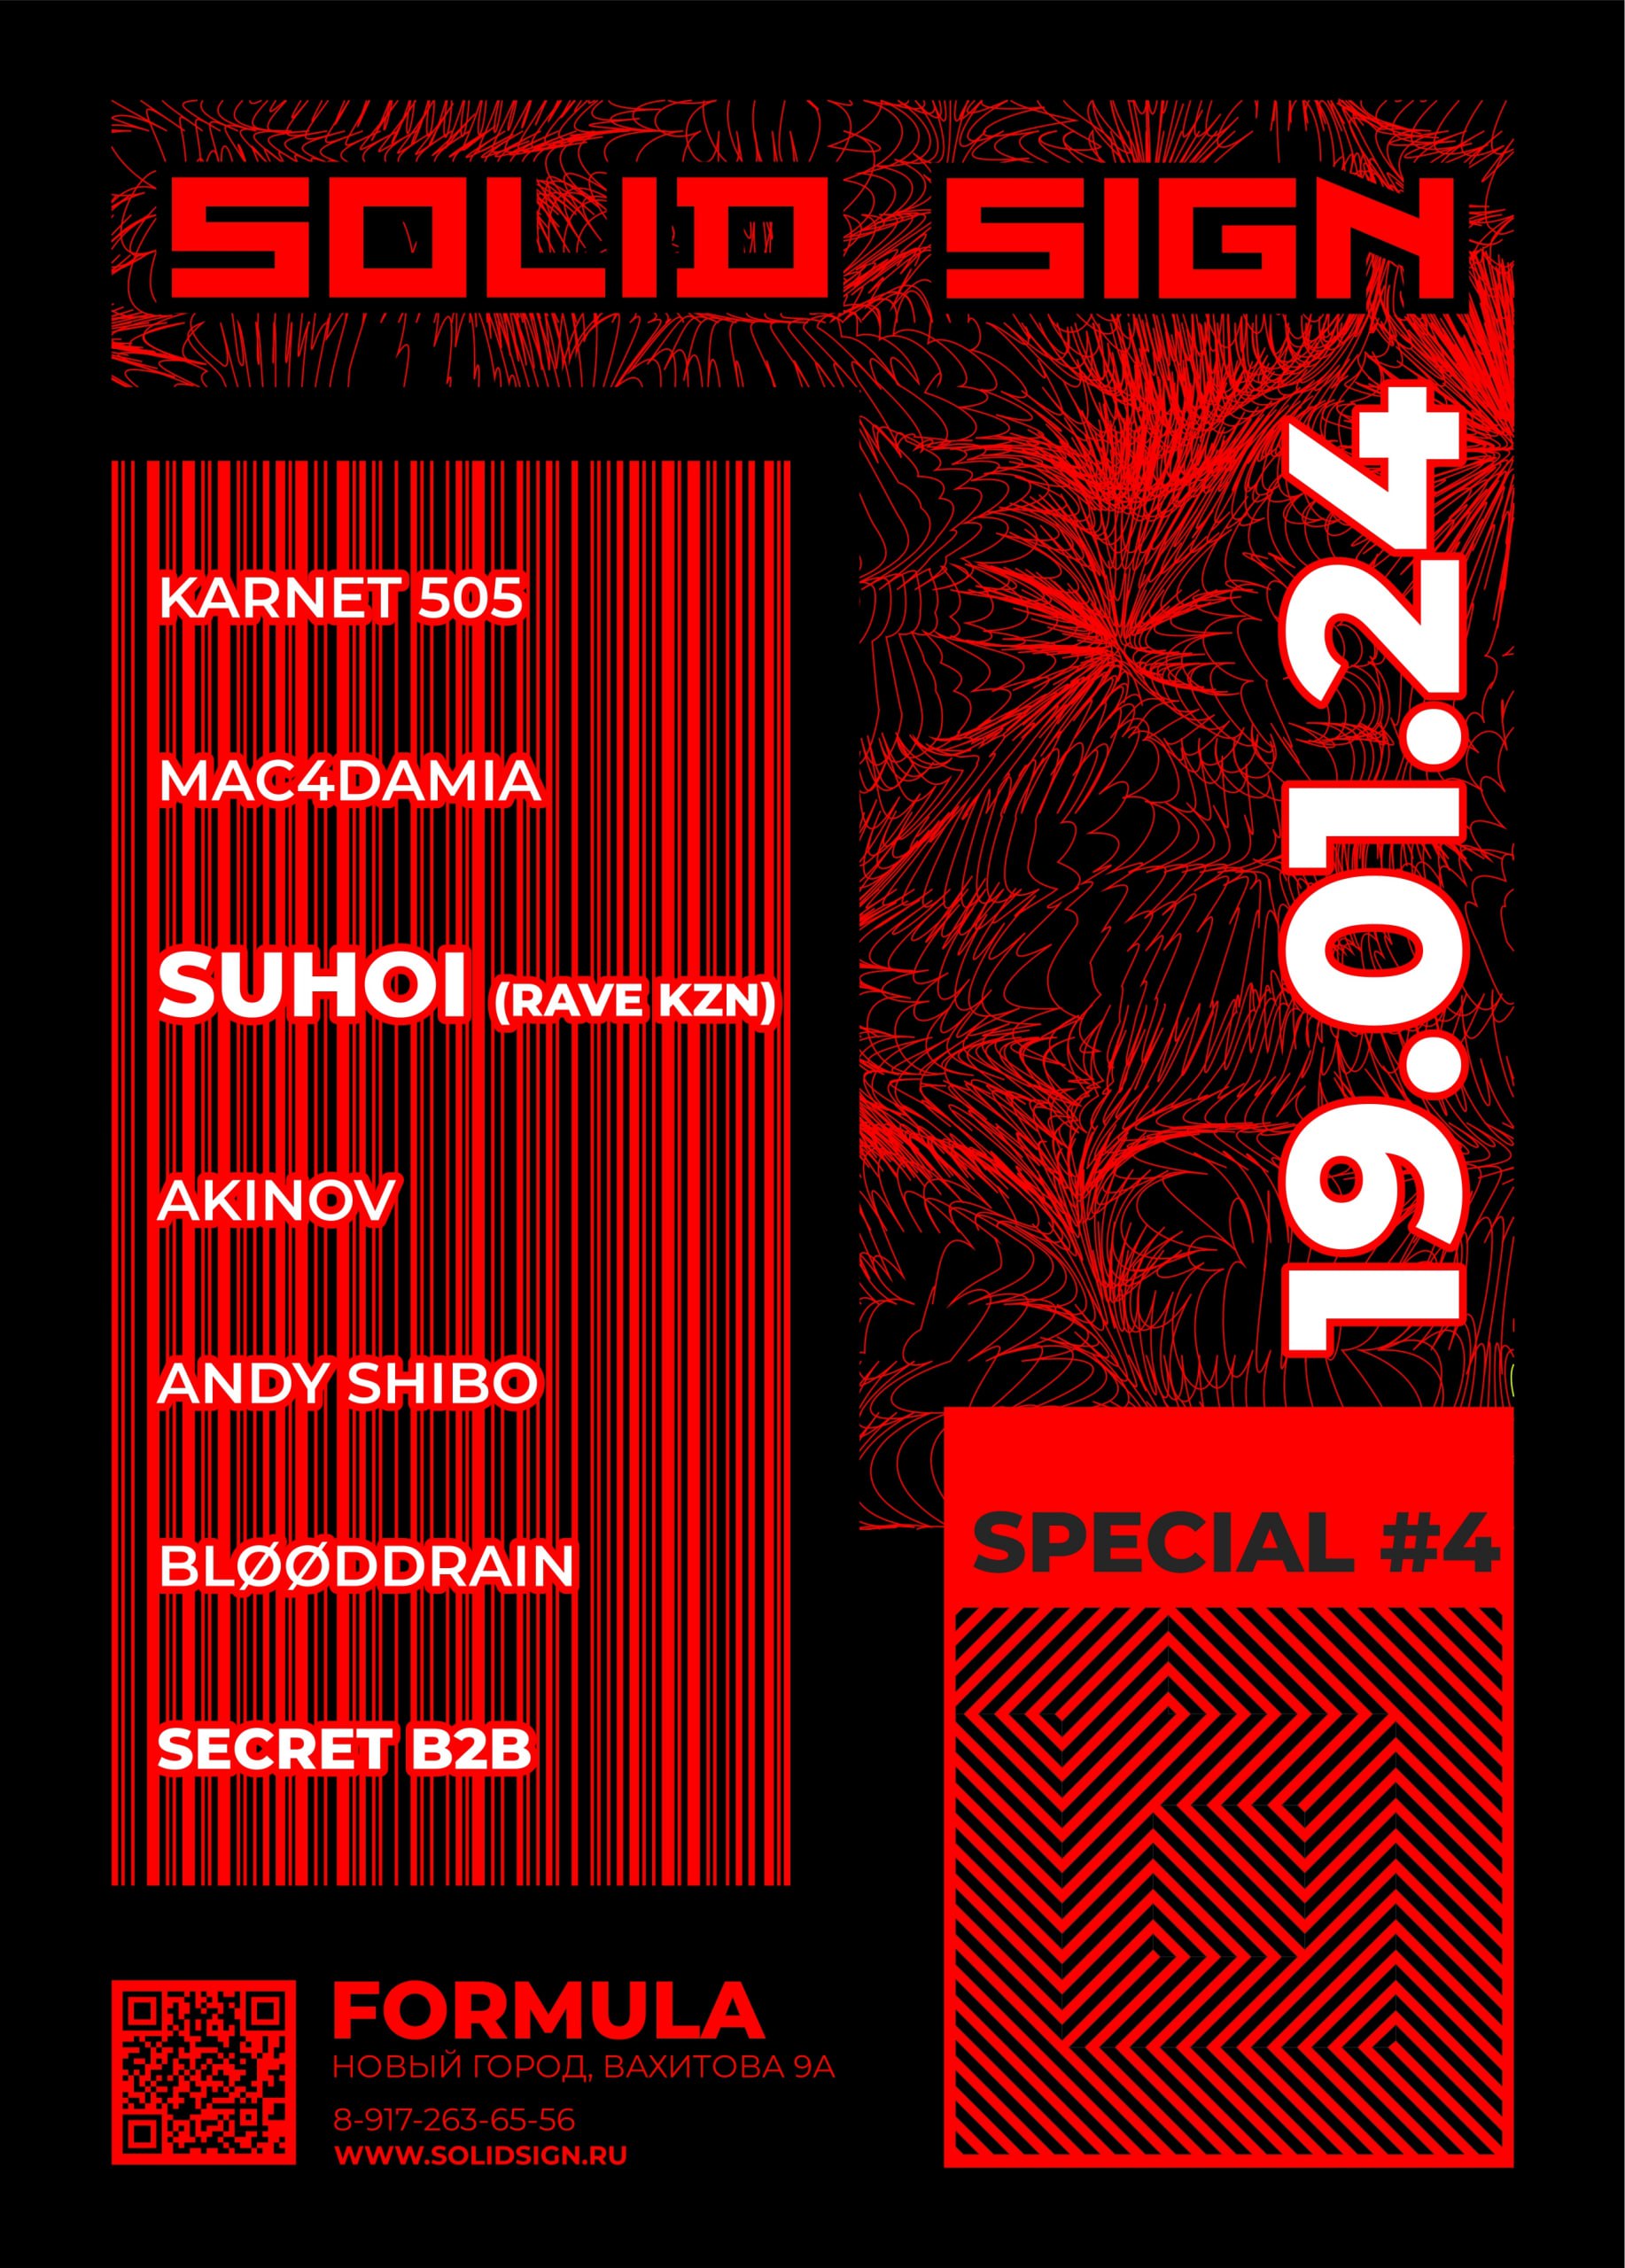 SOLID SIGN
19.01.24
KARNET 505
MAC4DAMIA
SUHOI (RAVE KZN)
AKINOV
ANDY SHIBO
BLØØDDRAIN
SECRET B2B
SPECIAL #4
FORMULA
НОВЫЙ ГОРОД, ВАХИТОВА 9А
8-917-263-65-56
WWW.SOLIDSIGN.RU